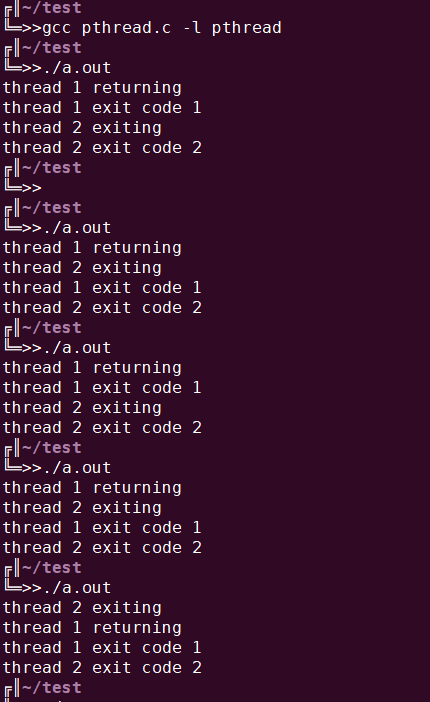 ╔║~/test
╚═>>gcc pthread.c -l pthread
╔║~/test
╚═>>./a.out
thread 1 returning
thread 1 exit code 1
thread 2 exiting
thread 2 exit code 2
╔║~/test
╚═>>
╔║~/test
╚═>>./a.out
thread 1 returning
thread 2 exiting
thread 1 exit code 1
thread 2 exit code 2
╔║~/test
╚═>>./a.out
thread 1 returning
thread 1 exit code 1
thread 2 exiting
thread 2 exit code 2
╔║~/test
╚═>>./a.out
thread 1 returning
thread 2 exiting
thread 1 exit code 1
thread 2 exit code 2
╔║~/test
╚═>>./a.out
thread 2 exiting
thread 1 returning
thread 1 exit code 1
thread 2 exit code 2
╔║~/test